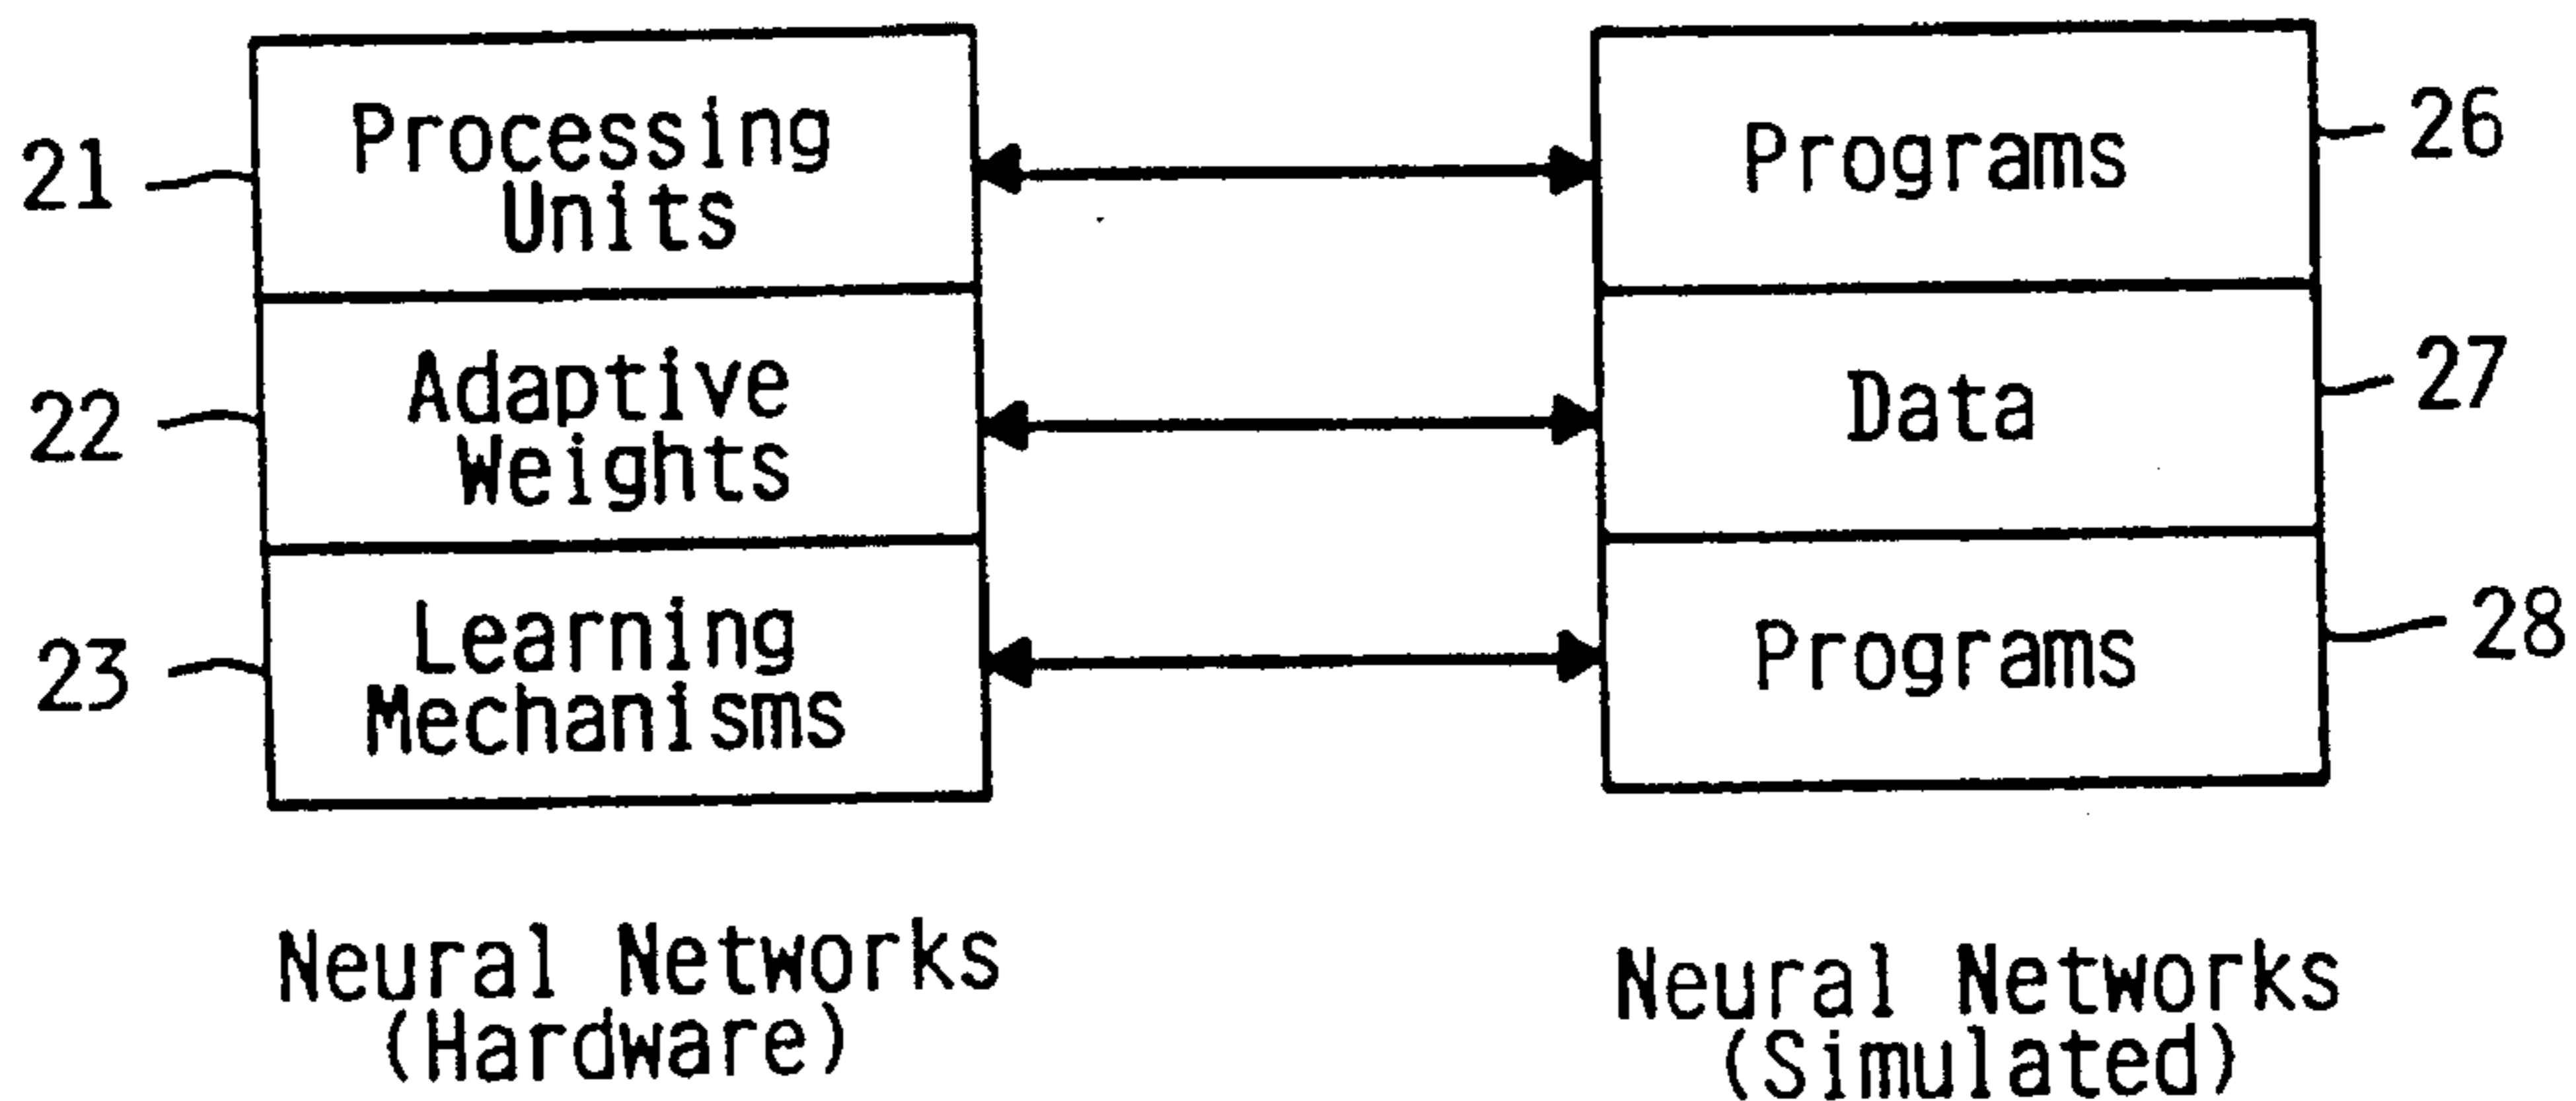 21
Processing
Units
22
Adaptive
Weights
23
Learning
Mechanisms
Neural Networks
(Hardware)
Programs
26
Data
27
Programs
28
Neural Networks
(Simulated)